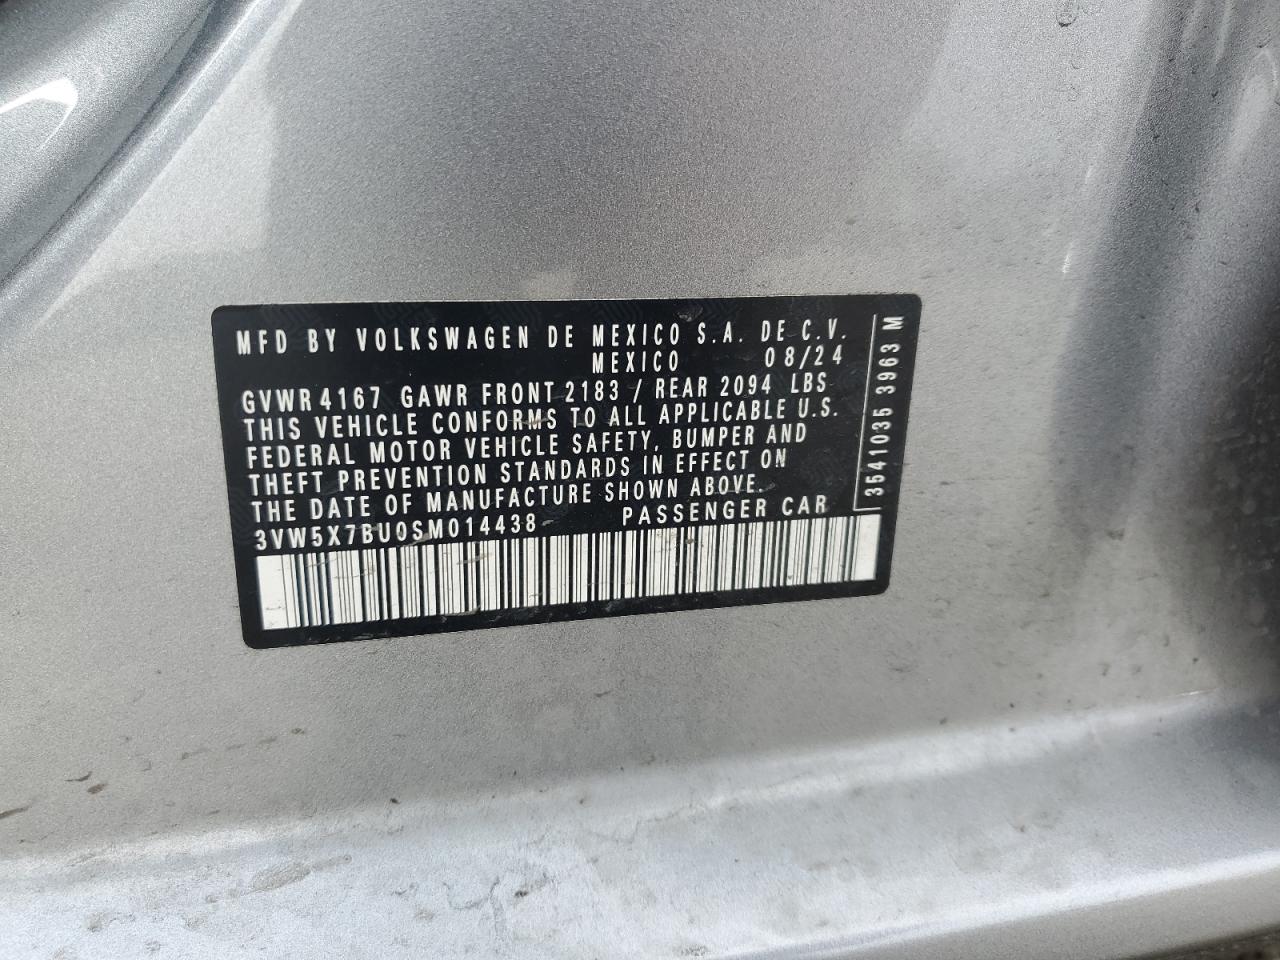 MFD BY VOLKSWAGEN DE MEXICO S.A. DE C.V.
MEXICO 08/24
GVWR 4167 GAWR FRONT 2183 / REAR 2094 LBS
THIS VEHICLE CONFORMS TO ALL APPLICABLE U.S.
FEDERAL MOTOR VEHICLE SAFETY, BUMPER AND
THEFT PREVENTION STANDARDS IN EFFECT ON
THE DATE OF MANUFACTURE SHOWN ABOVE.
3VW5X7BU0SM014438 PASSENGER CAR
3541035 3963 M